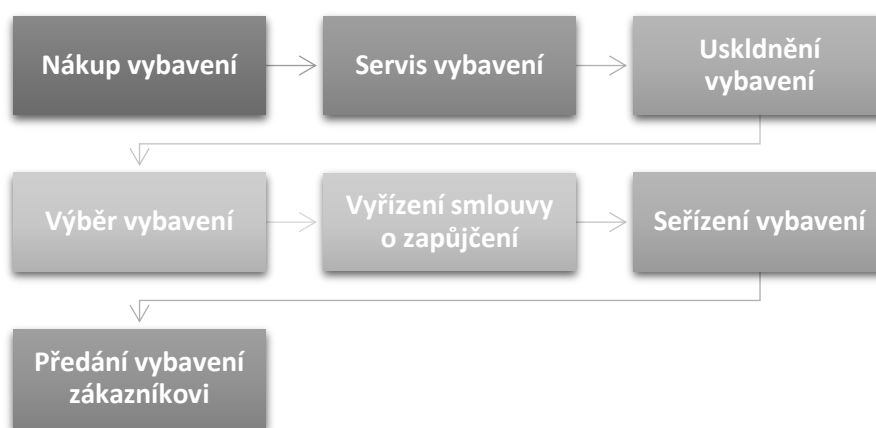 Nákup vybavení
Servis vybavení
Uskldnění
vybavení
Výběr vybavení
Vyřízení smlouvy
o zapůjčení
Seřízení vybavení
Předání vybavení
zákazníkovi